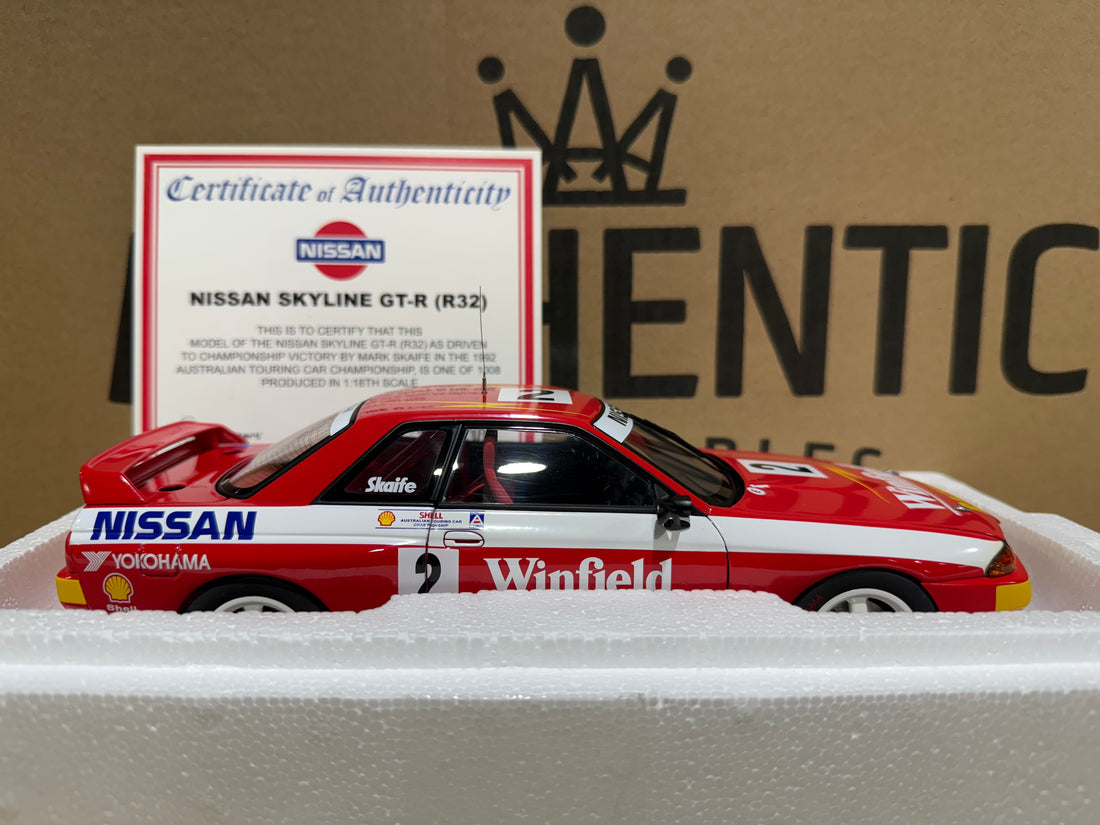 Certificate of Authenticity
NISSAN
NISSAN SKYLINE GT-R (R32)
THIS IS TO CERTIFY THAT THIS
MODEL OF THE NISSAN SKYLINE GT-R (R32) AS DRIVEN
TO CHAMPIONSHIP VICTORY BY MARK SKAIFE IN THE 1992
AUSTRALIAN TOURING CAR CHAMPIONSHIP, IS ONE OF 1008
PRODUCED IN 1:18TH SCALE
HENTIC
2
2
Skaife
SHELL
AUSTRALIAN TOURING CAR
CHAMPIONSHIP
NISSAN
YOKOHAMA
Shell
2
Winfield